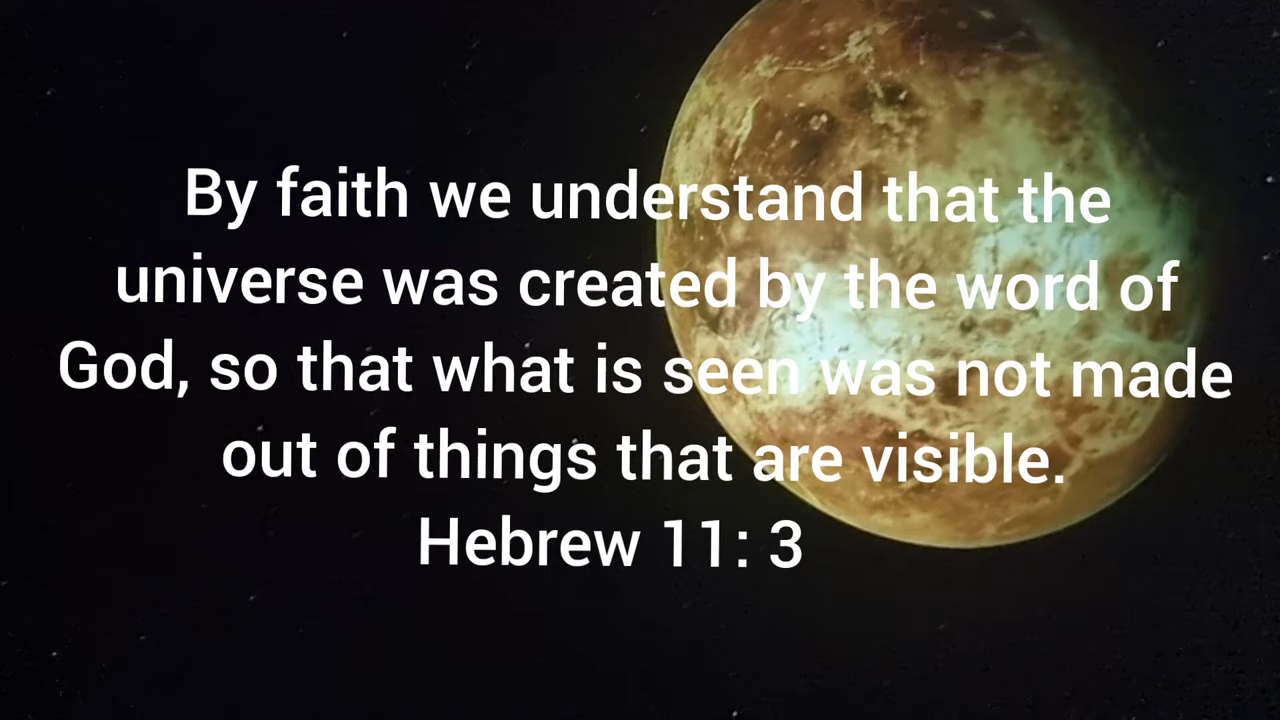 By faith we understand that the
universe was created by the word of
God, so that what is seen was not made
out of things that are visible.
Hebrew 11: 3